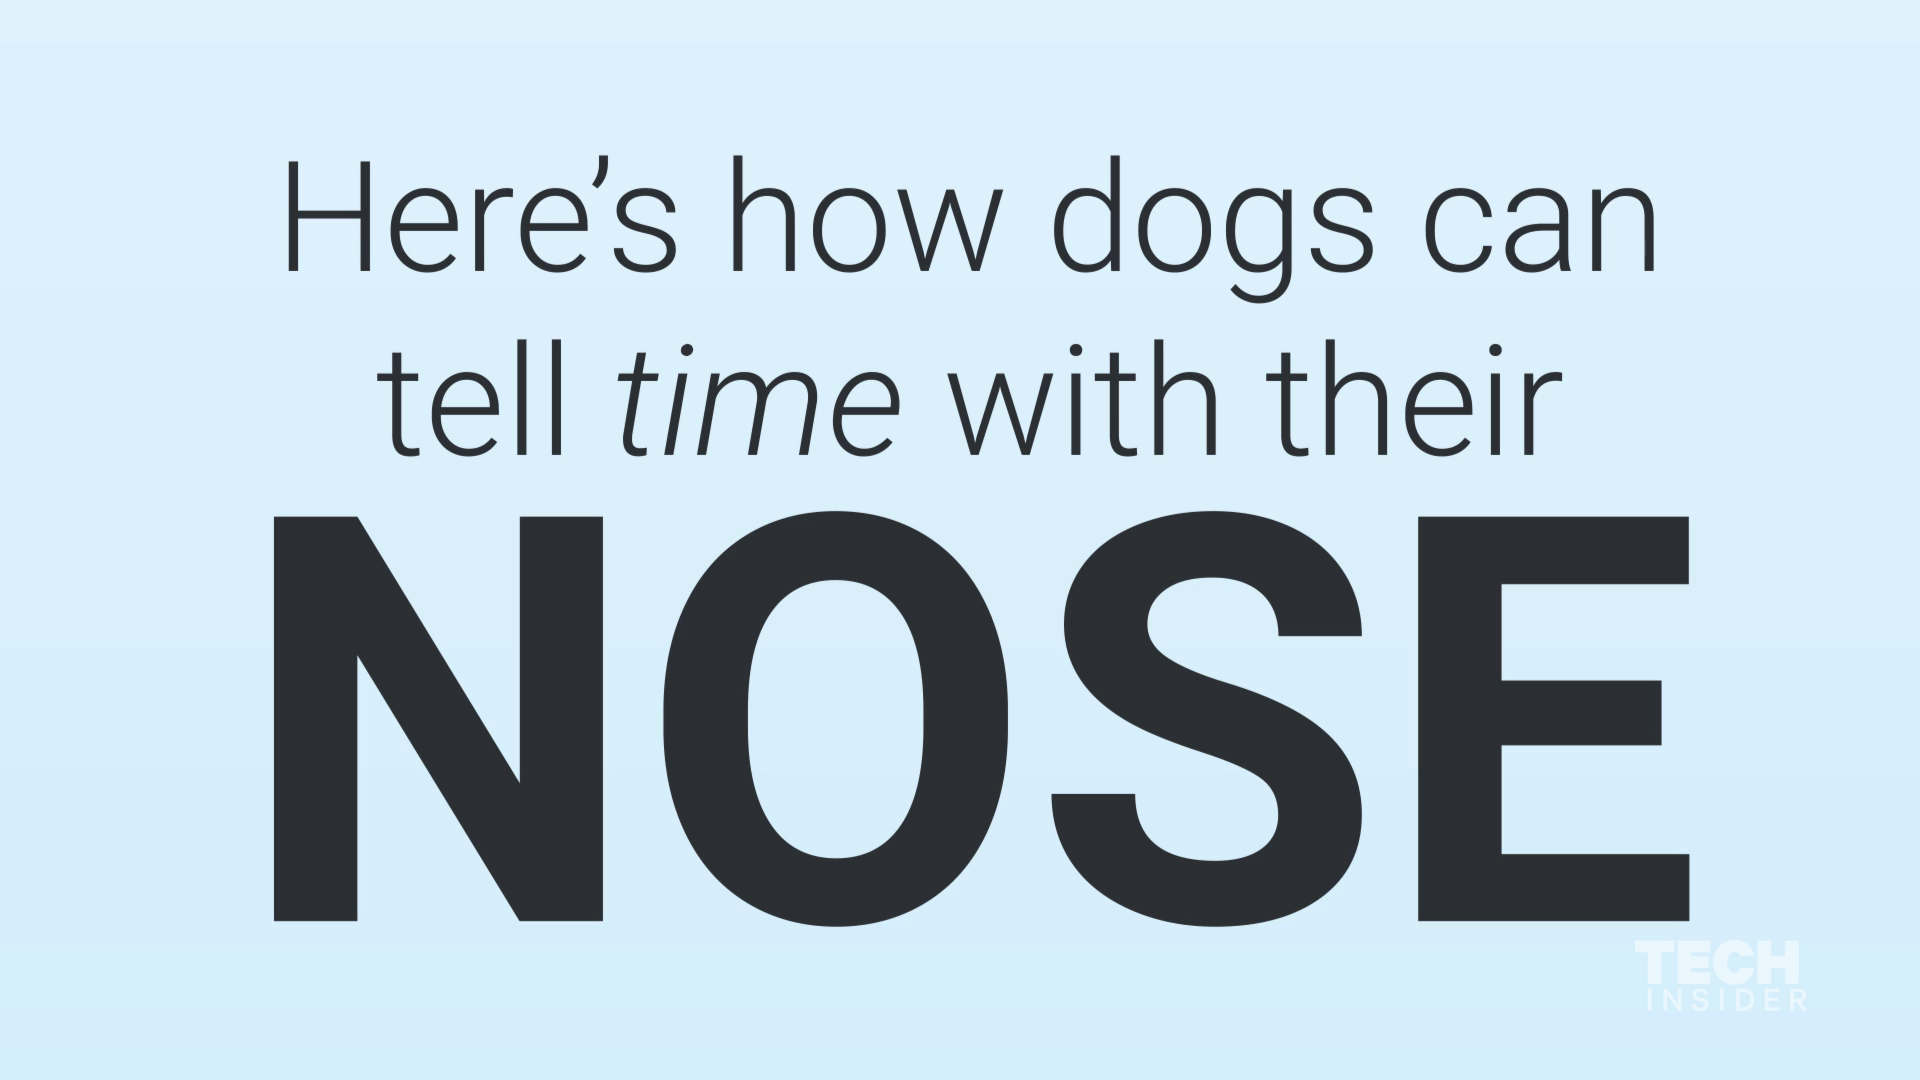 Here’s how dogs can
tell time with their
NOSE
TECH
INSIDER